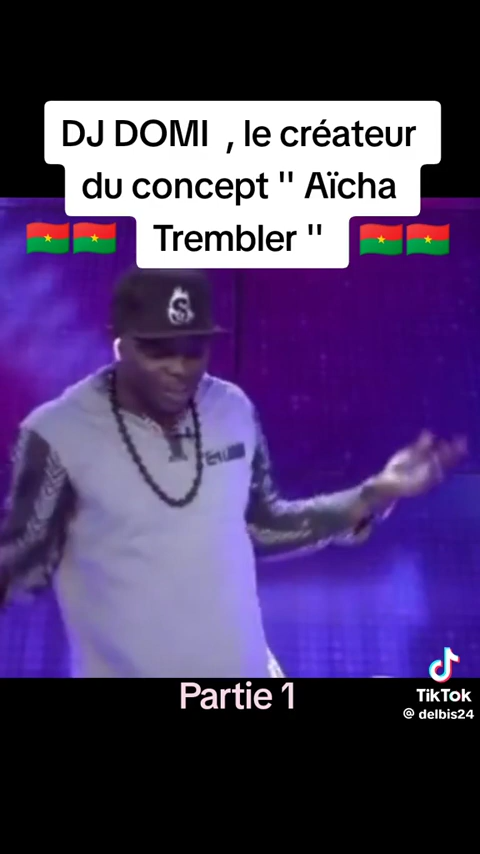 DJ DOMI , le créateur
du concept " Aïcha
Trembler "
S
Partie 1
TikTok
@ delbis24